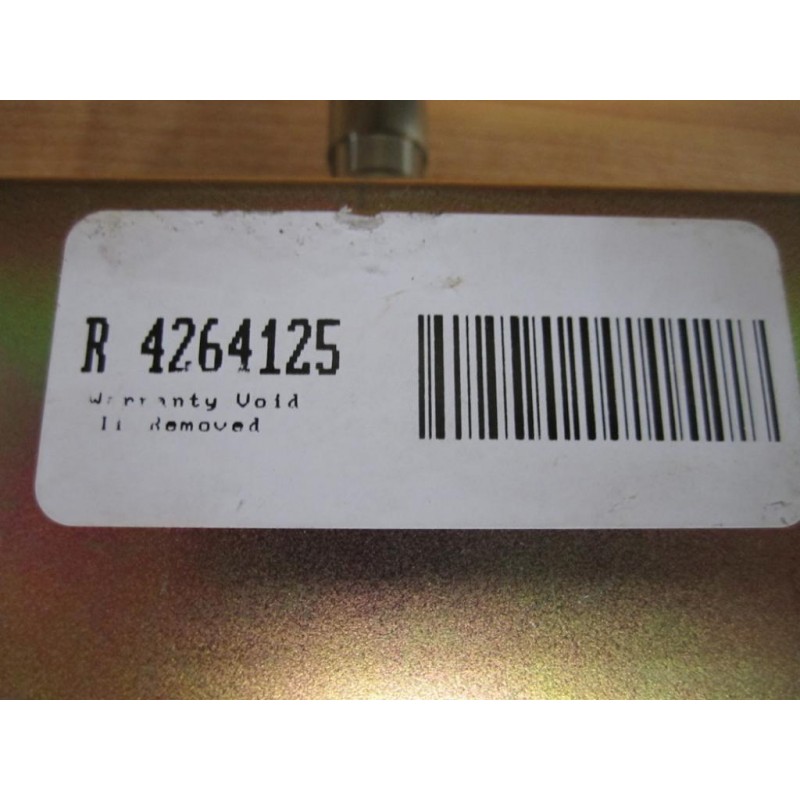 R 4264125
Warranty Void
If Removed